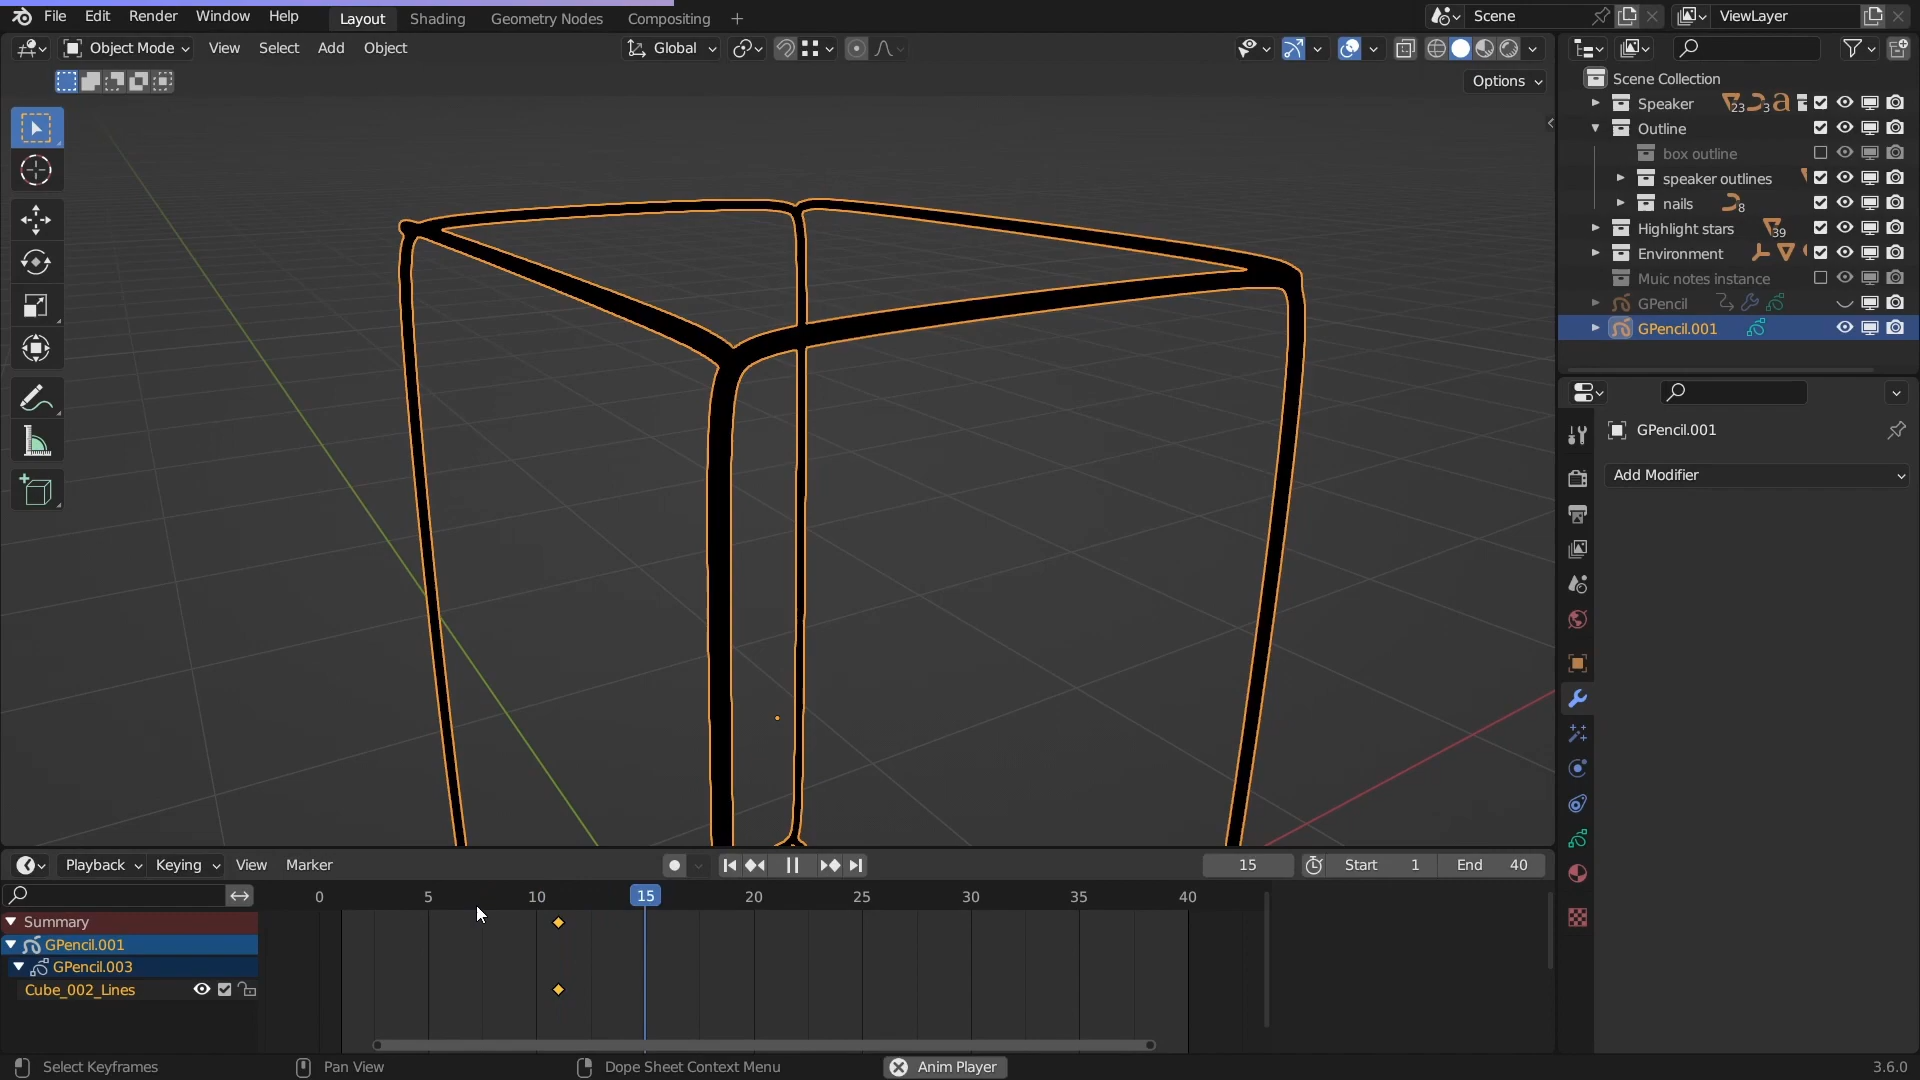 File Edit Render Window Help Layout Shading Geometry Nodes Compositing + Scene ViewLayer
Object Mode View Select Add Object Global
Options
Scene Collection
Speaker 23 3
Outline
box outline
speaker outlines
nails 8
Highlight stars 39
Environment
Muic notes instance
GPencil
GPencil.001
GPencil.001
Add Modifier
Playback Keying View Marker 15 Start 1 End 40
0 5 10 15 20 25 30 35 40
Summary
GPencil.001
GPencil.003
Cube_002_Lines
Select Keyframes Pan View Dope Sheet Context Menu Anim Player 3.6.0